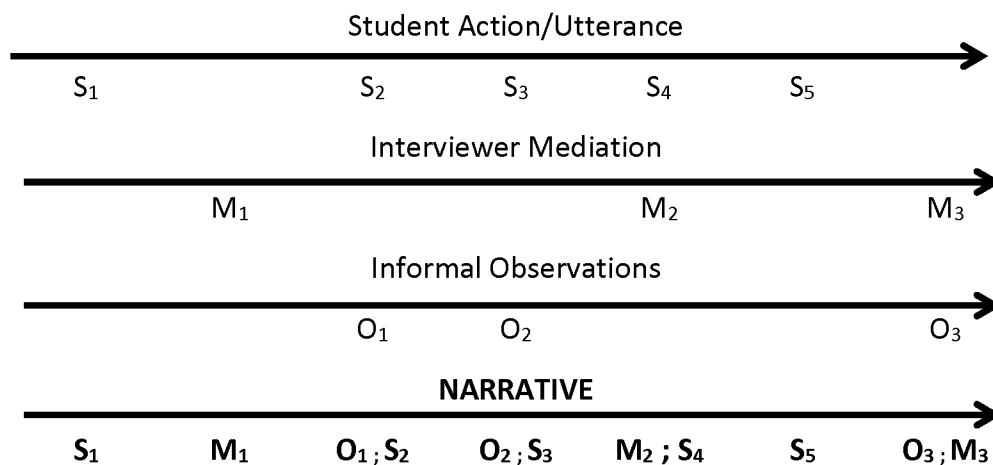 Student Action/Utterance
S₁ S₂ S₃ S₄ S₅
Interviewer Mediation
M₁ M₂ M₃
Informal Observations
O₁ O₂ O₃
NARRATIVE
S₁ M₁ O₁ ; S₂ O₂ ; S₃ M₂ ; S₄ S₅ O₃ ; M₃